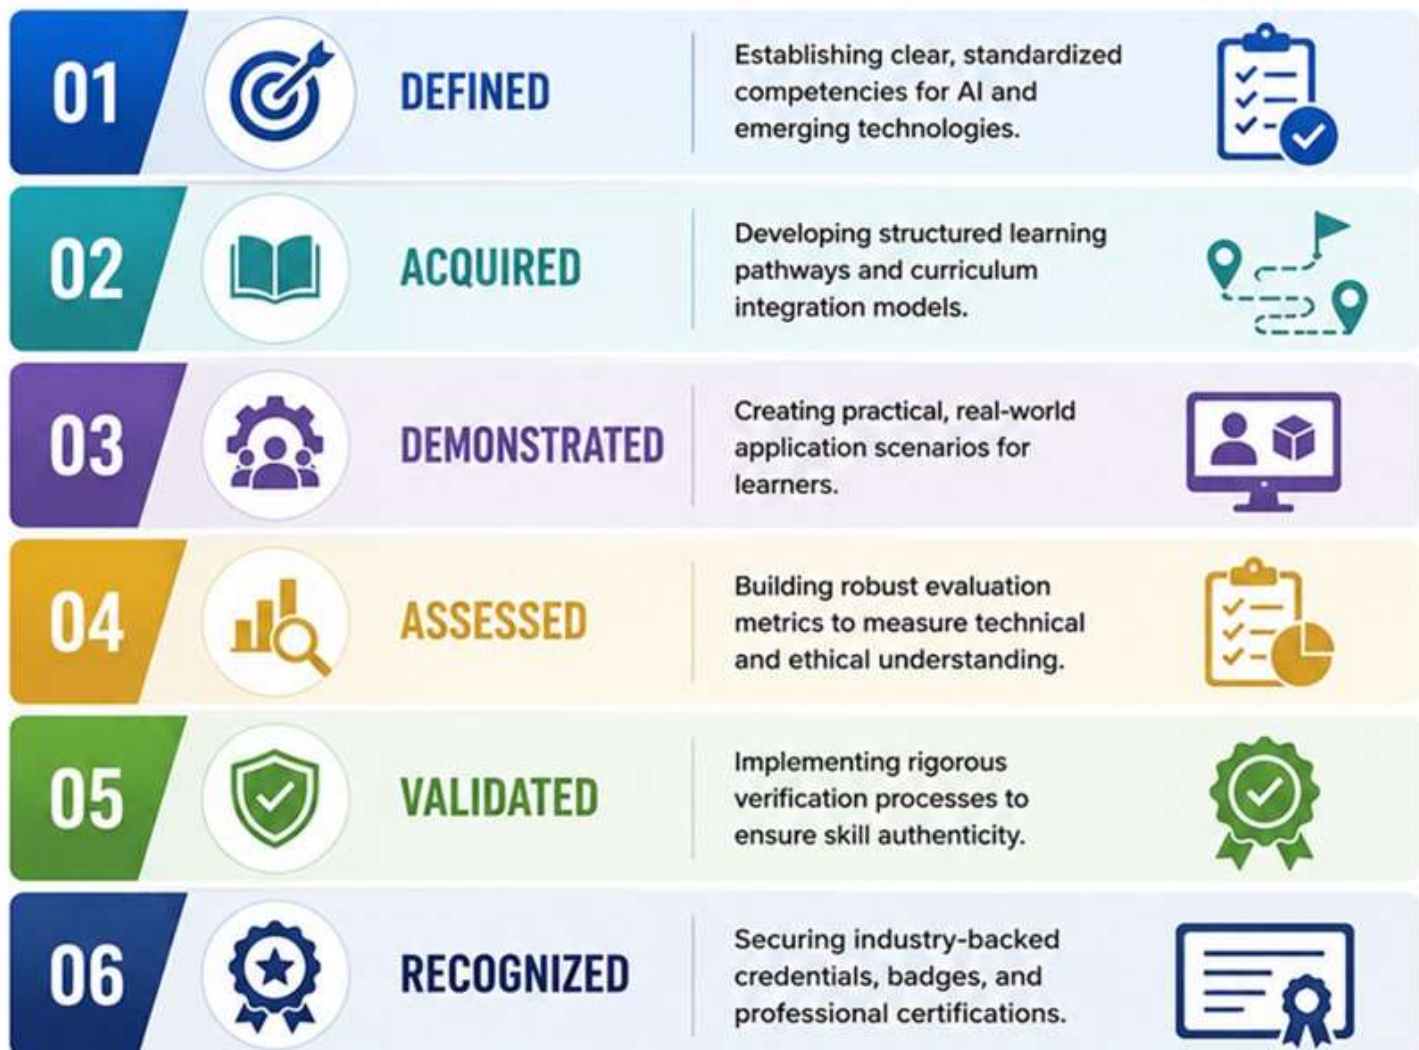 01
DEFINED
Establishing clear, standardized
competencies for AI and
emerging technologies.
02
ACQUIRED
Developing structured learning
pathways and curriculum
integration models.
03
DEMONSTRATED
Creating practical, real-world
application scenarios for
learners.
04
ASSESSED
Building robust evaluation
metrics to measure technical
and ethical understanding.
05
VALIDATED
Implementing rigorous
verification processes to
ensure skill authenticity.
06
RECOGNIZED
Securing industry-backed
credentials, badges, and
professional certifications.